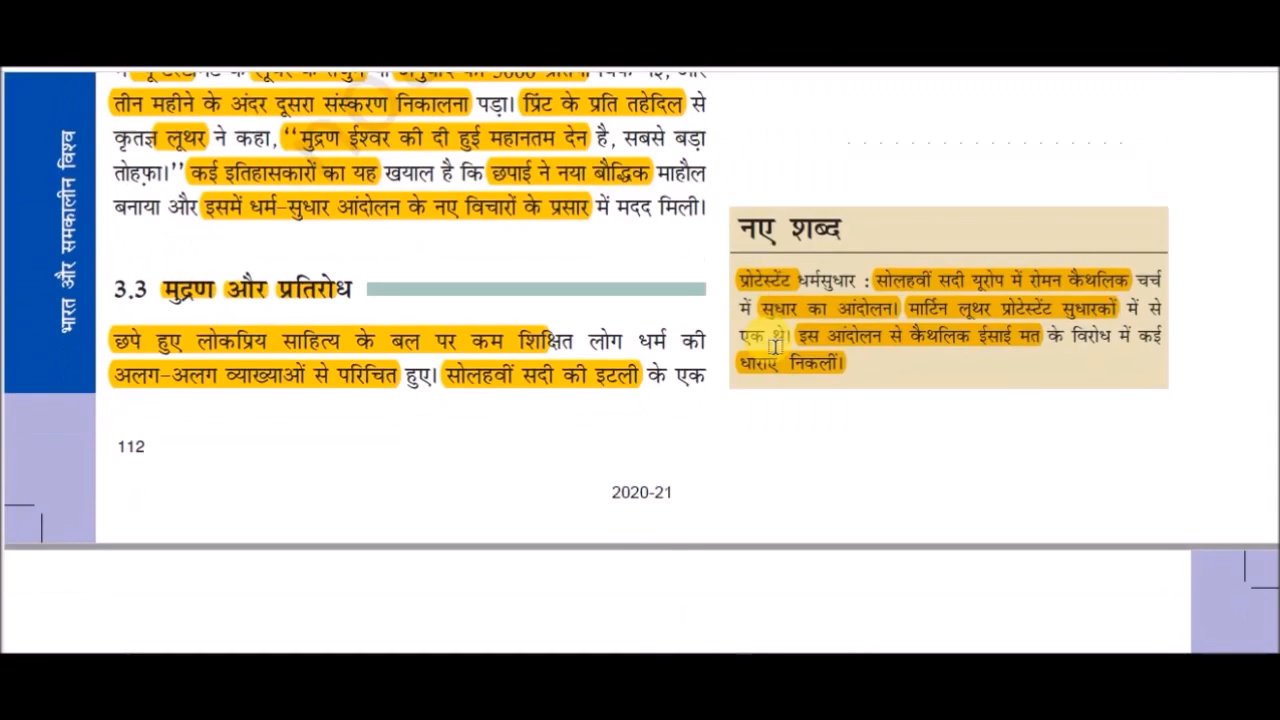 तीन महीने के अंदर दूसरा संस्करण निकालना पड़ा। प्रिंट के प्रति तहेदिल से
कृतज्ञ लूथर ने कहा, ‘‘मुद्रण ईश्वर की दी हुई महानतम देन है, सबसे बड़ा
तोहफ़ा।’’ कई इतिहासकारों का यह खयाल है कि छपाई ने नया बौद्धिक माहौल
बनाया और इसमें धर्म-सुधार आंदोलन के नए विचारों के प्रसार में मदद मिली।
3.3 मुद्रण और प्रतिरोध
छपे हुए लोकप्रिय साहित्य के बल पर कम शिक्षित लोग धर्म की
अलग-अलग व्याख्याओं से परिचित हुए। सोलहवीं सदी की इटली के एक
112
2020-21
नए शब्द
प्रोटेस्टेंट धर्मसुधार : सोलहवीं सदी यूरोप में रोमन कैथलिक चर्च
में सुधार का आंदोलन। मार्टिन लूथर प्रोटेस्टेंट सुधारकों में से
एक थे। इस आंदोलन से कैथलिक ईसाई मत के विरोध में कई
धाराएँ निकलीं।
भारत और समकालीन विश्व